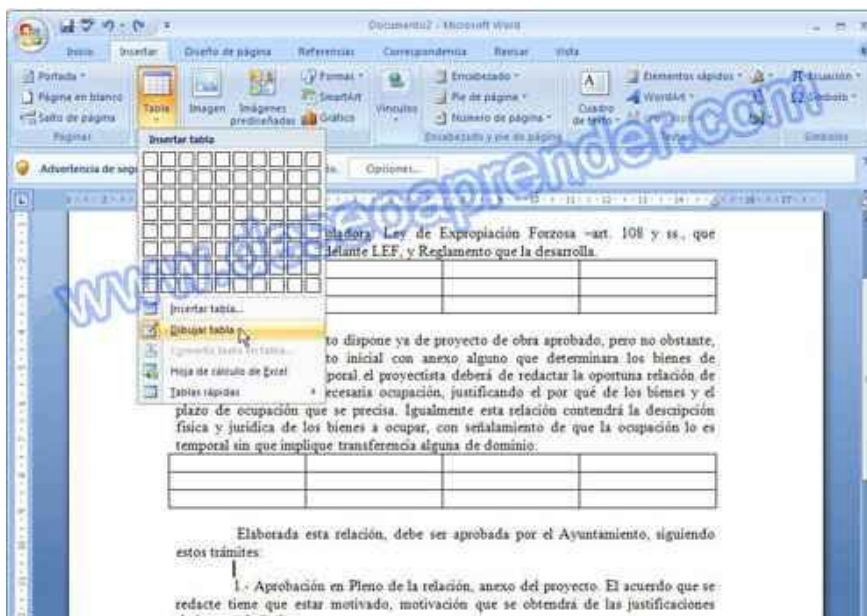 Documento2 - Microsoft Word
Inicio Insertar Diseño de página Referencias Correspondencia Revisar Vista
Portada
Página en blanco
Salto de página
Páginas
Tabla
Imagen
Imágenes prediseñadas
Formas
SmartArt
Gráfico
Vínculos
Encabezado
Pie de página
Número de página
Encabezado y pie de página
Cuadro de texto
Elementos rápidos
WordArt
Ecuación
Símbolo
Símbolos
Advertencia de seg
Opciones...
www.deseoaprender.com
Insertar tabla
Insertar tabla...
Dibujar tabla
Convertir texto en tabla...
Hoja de cálculo de Excel
Tablas rápidas
Ley de Expropiación Forzosa –art. 108 y ss., que
delante LEF, y Reglamento que la desarrolla.
to dispone ya de proyecto de obra aprobado, pero no obstante,
to inicial con anexo alguno que determinara los bienes de
poral. el proyectista deberá de redactar la oportuna relación de
ecesaria ocupación, justificando el por qué de los bienes y el
plazo de ocupación que se precisa. Igualmente esta relación contendrá la descripción
física y jurídica de los bienes a ocupar, con señalamiento de que la ocupación lo es
temporal sin que implique transferencia alguna de dominio.
Elaborada esta relación, debe ser aprobada por el Ayuntamiento, siguiendo
estos trámites:
1.- Aprobación en Pleno de la relación, anexo del proyecto. El acuerdo que se
redacte tiene que estar motivado, motivación que se obtendrá de las justificaciones